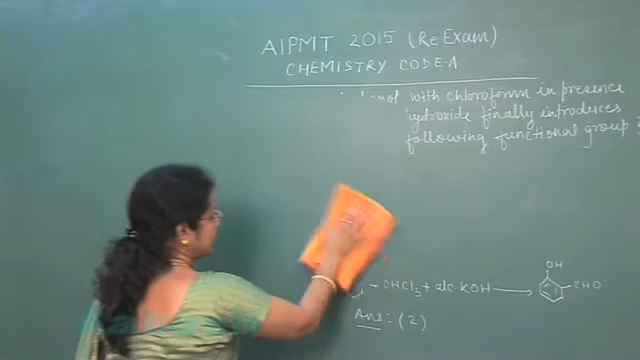 AIPMT 2015 (Re Exam)
CHEMISTRY CODE-A
with chloroform in presence
hydroxide finally introduces
following functional group
+ CHCl3 + alc. KOH ⟶
OH
CHO
Ans: (2)